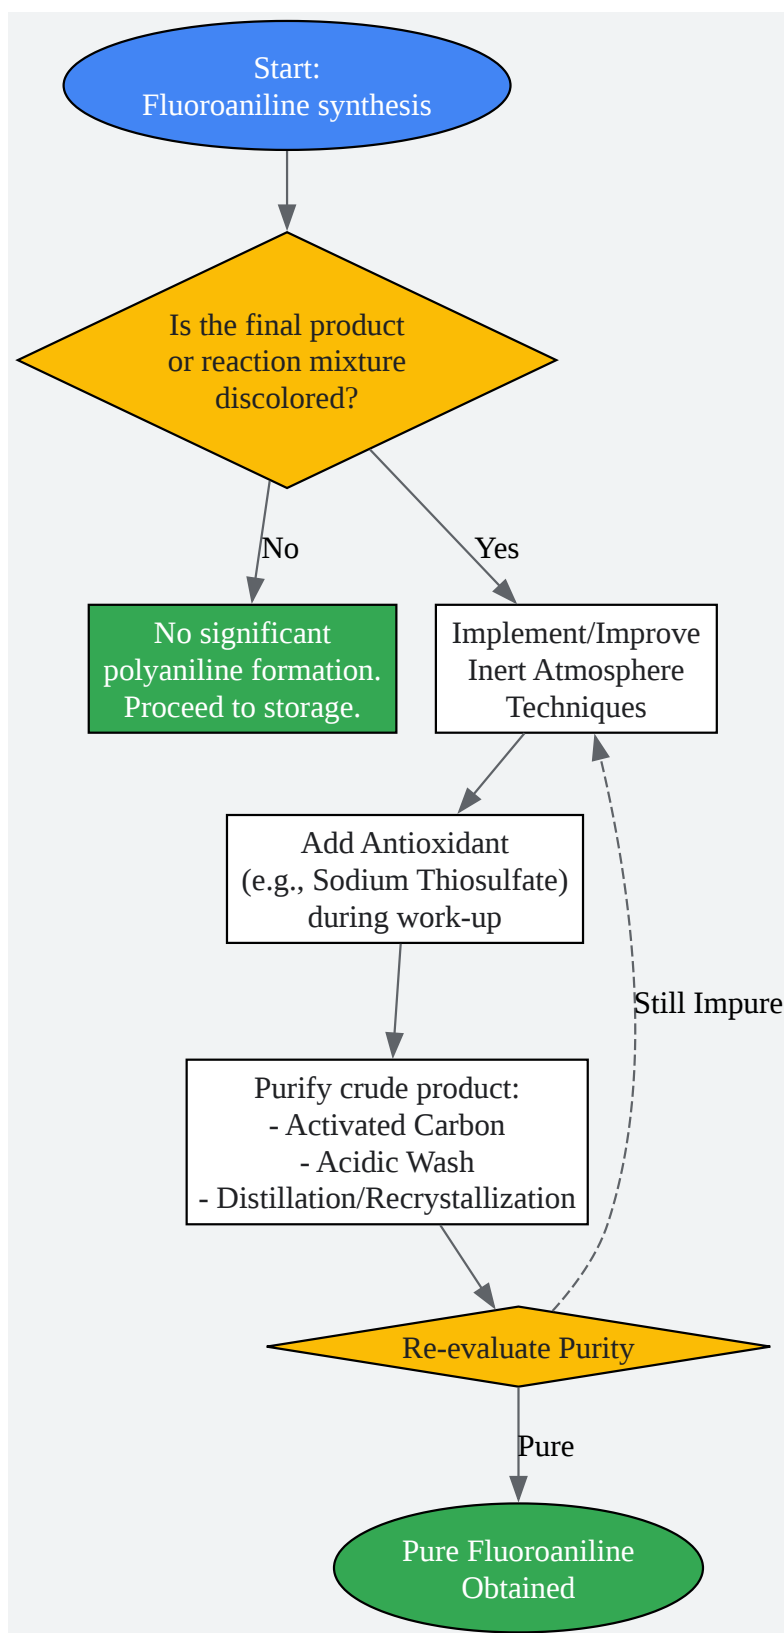 Start:
Fluoroaniline synthesis
Is the final product
or reaction mixture
discolored?
No
Yes
No significant
polyaniline formation.
Proceed to storage.
Implement/Improve
Inert Atmosphere
Techniques
Add Antioxidant
(e.g., Sodium Thiosulfate)
during work-up
Still Impure
Purify crude product:
- Activated Carbon
- Acidic Wash
- Distillation/Recrystallization
Re-evaluate Purity
Pure
Pure Fluoroaniline
Obtained